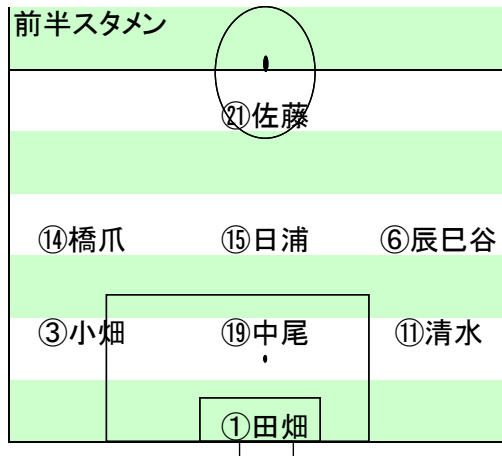 前半スタメン
㉑佐藤
⑭橋爪 ⑮日浦 ⑥辰巳谷
③小畑 ⑲中尾 ⑪清水
①田畑